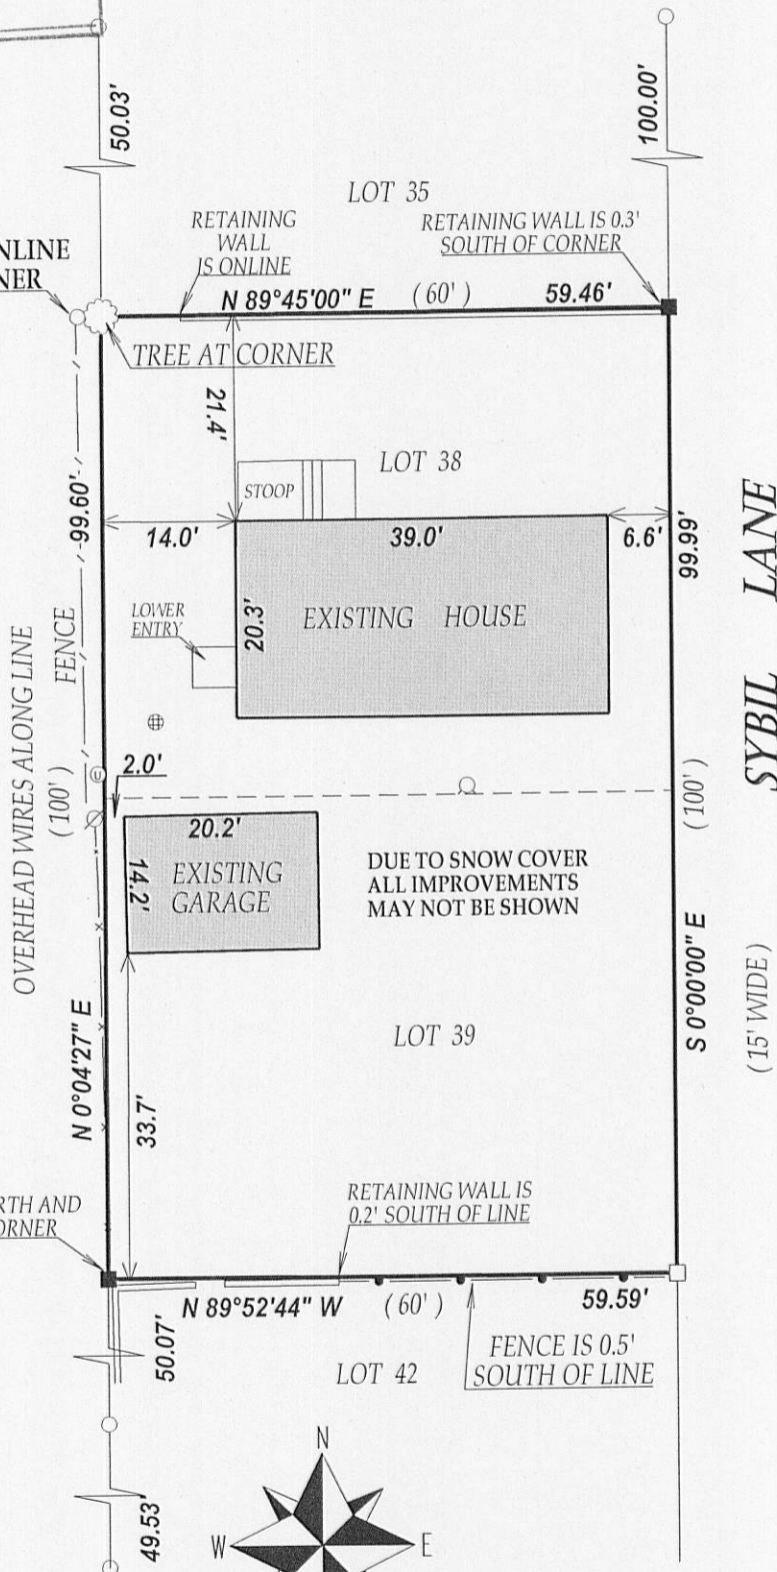 50.03'
100.00'
LOT 35
RETAINING
WALL
IS ONLINE
RETAINING WALL IS 0.3'
SOUTH OF CORNER
N 89°45'00" E
(60')
59.46'
TREE AT CORNER
21.4'
LOT 38
STOOP
14.0'
39.0'
6.6'
99.60'
99.99'
SYBIL LANE
LOWER
ENTRY
20.3'
EXISTING HOUSE
FENCE
OVERHEAD WIRES ALONG LINE
(100')
U
2.0'
(100')
20.2'
14.2'
EXISTING
GARAGE
DUE TO SNOW COVER
ALL IMPROVEMENTS
MAY NOT BE SHOWN
S 0°00'00" E
(15' WIDE)
LOT 39
N 0°04'27" E
33.7'
RETAINING WALL IS
0.2' SOUTH OF LINE
N 89°52'44" W
(60')
59.59'
50.07'
FENCE IS 0.5'
SOUTH OF LINE
LOT 42
49.53'
N
W
E